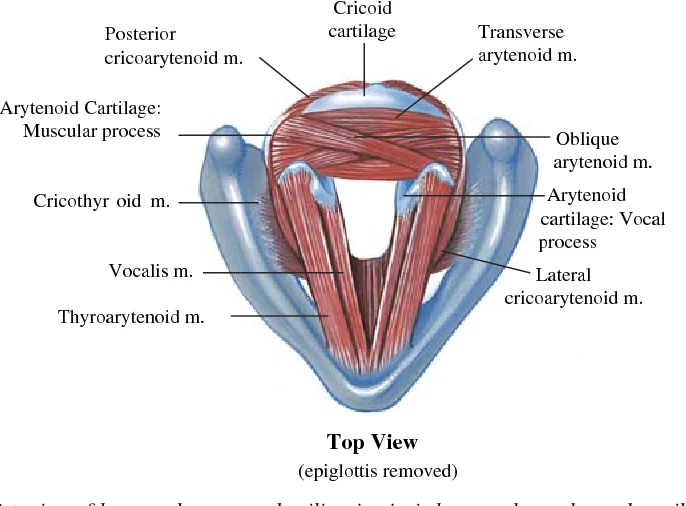 Cricoid
cartilage
Posterior
cricoarytenoid m.
Transverse
arytenoid m.
Arytenoid Cartilage:
Muscular process
Oblique
arytenoid m.
Cricothyr oid m.
Arytenoid
cartilage: Vocal
process
Vocalis m.
Lateral
cricoarytenoid m.
Thyroarytenoid m.
Top View
(epiglottis removed)